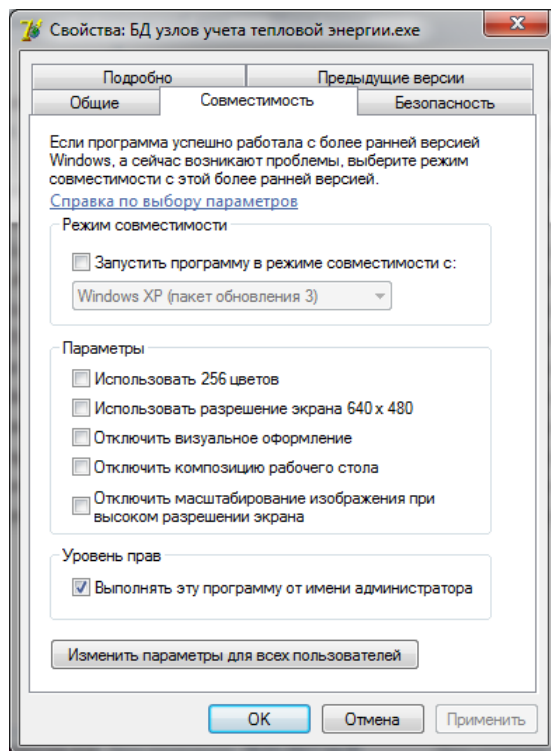 Свойства: БД узлов учета тепловой энергии.exe
Подробно
Предыдущие версии
Общие
Совместимость
Безопасность
Если программа успешно работала с более ранней версией
Windows, а сейчас возникают проблемы, выберите режим
совместимости с этой более ранней версией.
Справка по выбору параметров
Режим совместимости
Запустить программу в режиме совместимости с:
Windows XP (пакет обновления 3)
Параметры
Использовать 256 цветов
Использовать разрешение экрана 640 x 480
Отключить визуальное оформление
Отключить композицию рабочего стола
Отключить масштабирование изображения при
высоком разрешении экрана
Уровень прав
Выполнять эту программу от имени администратора
Изменить параметры для всех пользователей
OK
Отмена
Применить